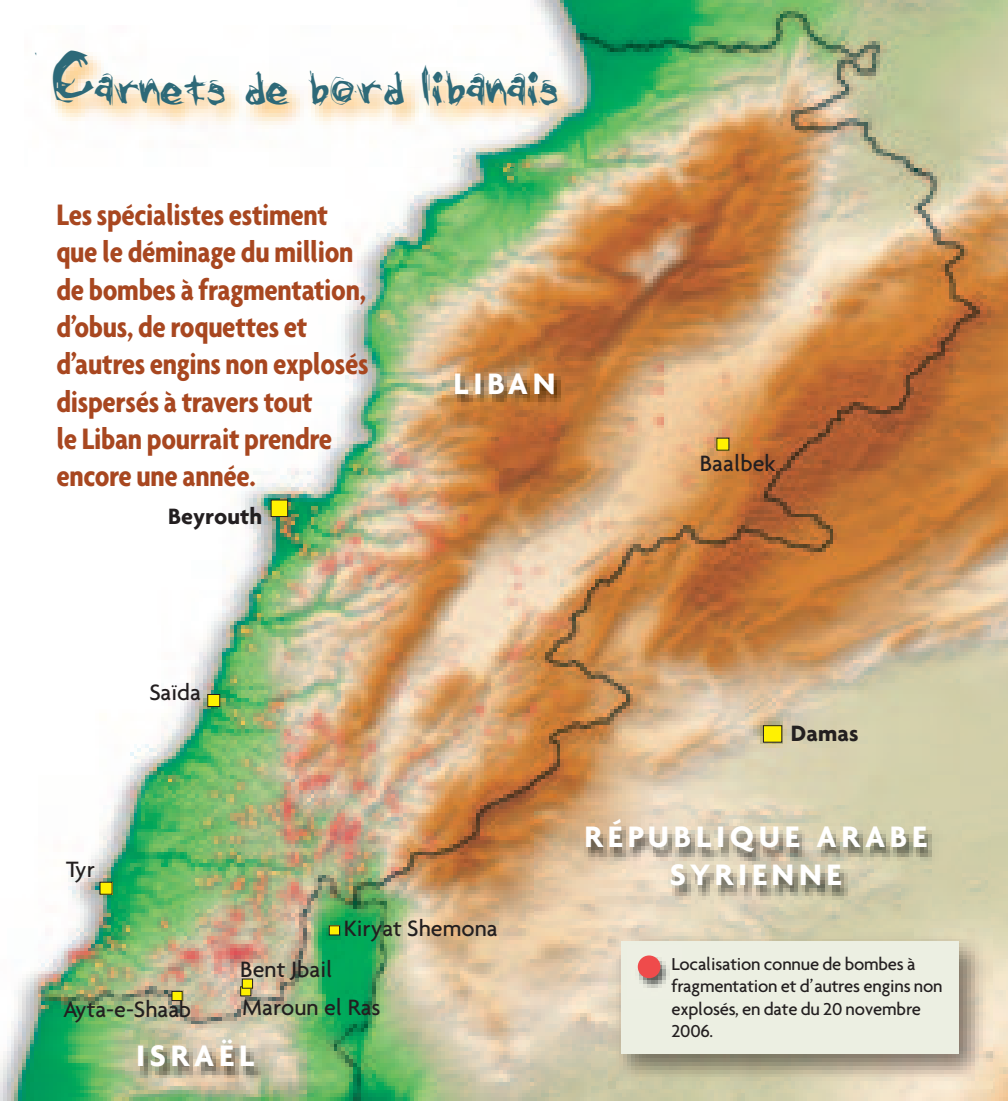 Carnets de bord libanais
Les spécialistes estiment
que le déminage du million
de bombes à fragmentation,
d'obus, de roquettes et
d'autres engins non explosés
dispersés à travers tout
le Liban pourrait prendre
encore une année.
LIBAN
Baalbek
Beyrouth
Saïda
Damas
RÉPUBLIQUE ARABE
SYRIENNE
Tyr
Kiryat Shemona
Bent Jbail
Ayta-e-Shaab
Maroun el Ras
ISRAËL
Localisation connue de bombes à
fragmentation et d'autres engins non
explosés, en date du 20 novembre
2006.